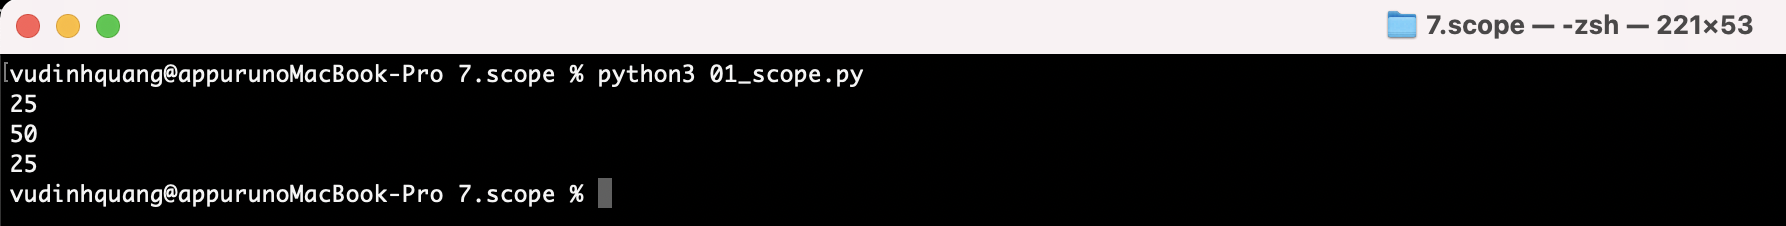 7.scope — -zsh — 221×53
vudinhquang@appurunoMacBook-Pro 7.scope % python3 01_scope.py
25
50
25
vudinhquang@appurunoMacBook-Pro 7.scope %